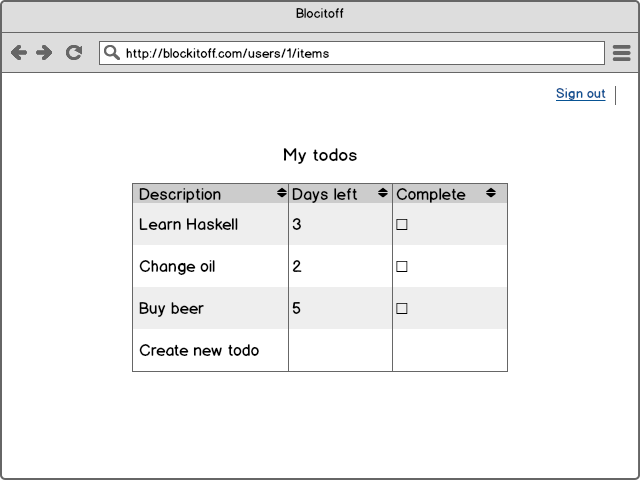 Blocitoff
http://blockitoff.com/users/1/items
Sign out
My todos
Description Days left Complete
Learn Haskell 3
Change oil 2
Buy beer 5
Create new todo